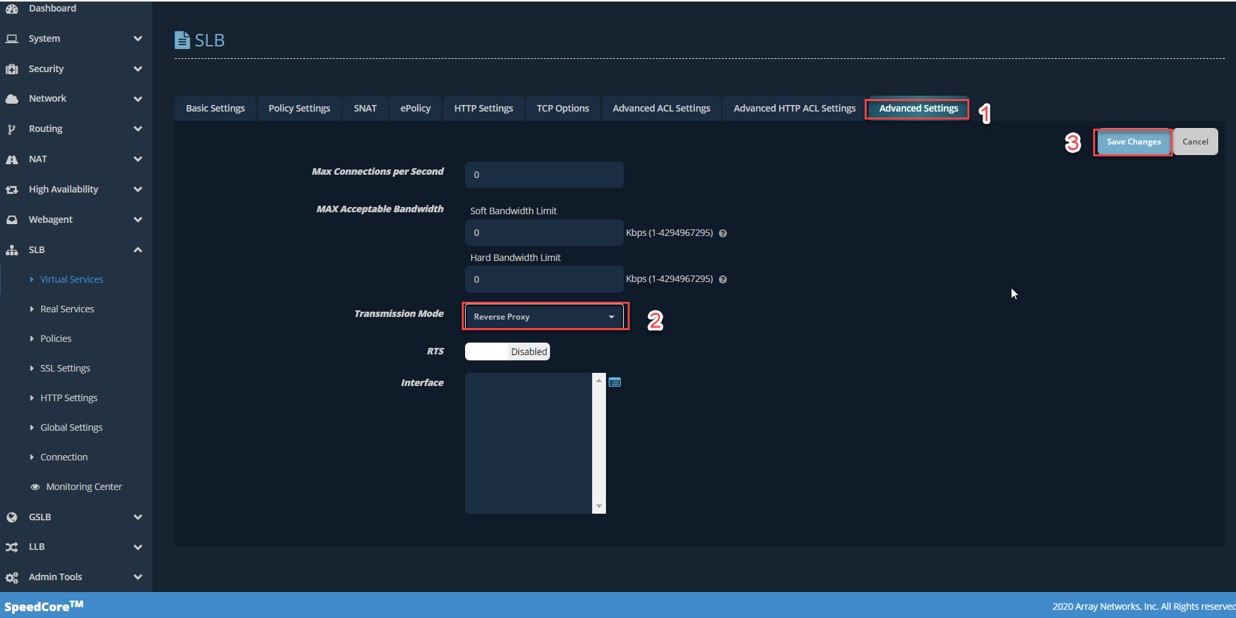 Dashboard
System
Security
Network
Routing
NAT
High Availability
Webagent
SLB
Virtual Services
Real Services
Policies
SSL Settings
HTTP Settings
Global Settings
Connection
Monitoring Center
GSLB
LLB
Admin Tools
SLB
Basic Settings Policy Settings SNAT ePolicy HTTP Settings TCP Options Advanced ACL Settings Advanced HTTP ACL Settings Advanced Settings 1
3 Save Changes Cancel
Max Connections per Second 0
MAX Acceptable Bandwidth Soft Bandwidth Limit
0 Kbps (1-4294967295)
Hard Bandwidth Limit
0 Kbps (1-4294967295)
Transmission Mode Reverse Proxy 2
RTS Disabled
Interface
SpeedCore™ 2020 Array Networks, Inc. All Rights reserved